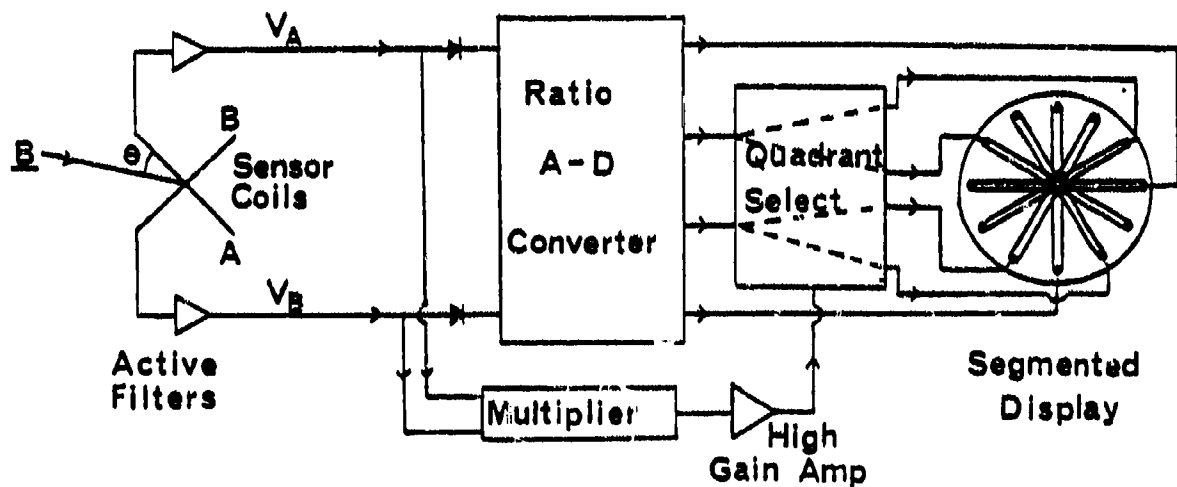 V_A
B
B
θ
Sensor
Coils
A
V_B
Active
Filters
Ratio
A-D
Converter
Quadrant
Select
Multiplier
High
Gain Amp
Segmented
Display